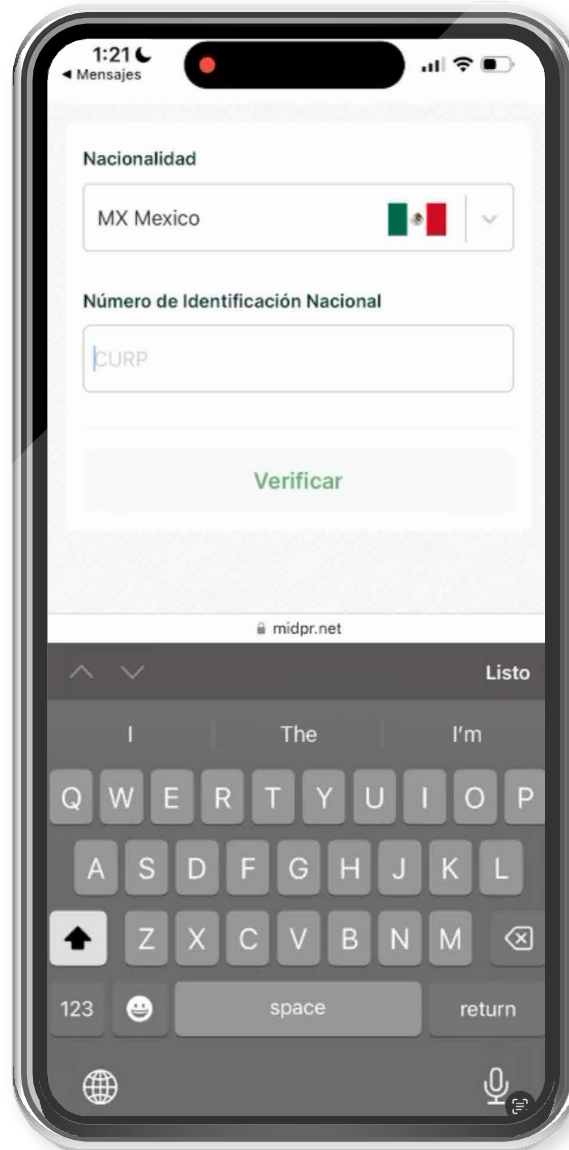 1:21
◀ Mensajes
Nacionalidad
MX Mexico
Número de Identificación Nacional
CURP
Verificar
midpr.net
Listo
I The I'm
Q W E R T Y U I O P
A S D F G H J K L
Z X C V B N M
123 space return